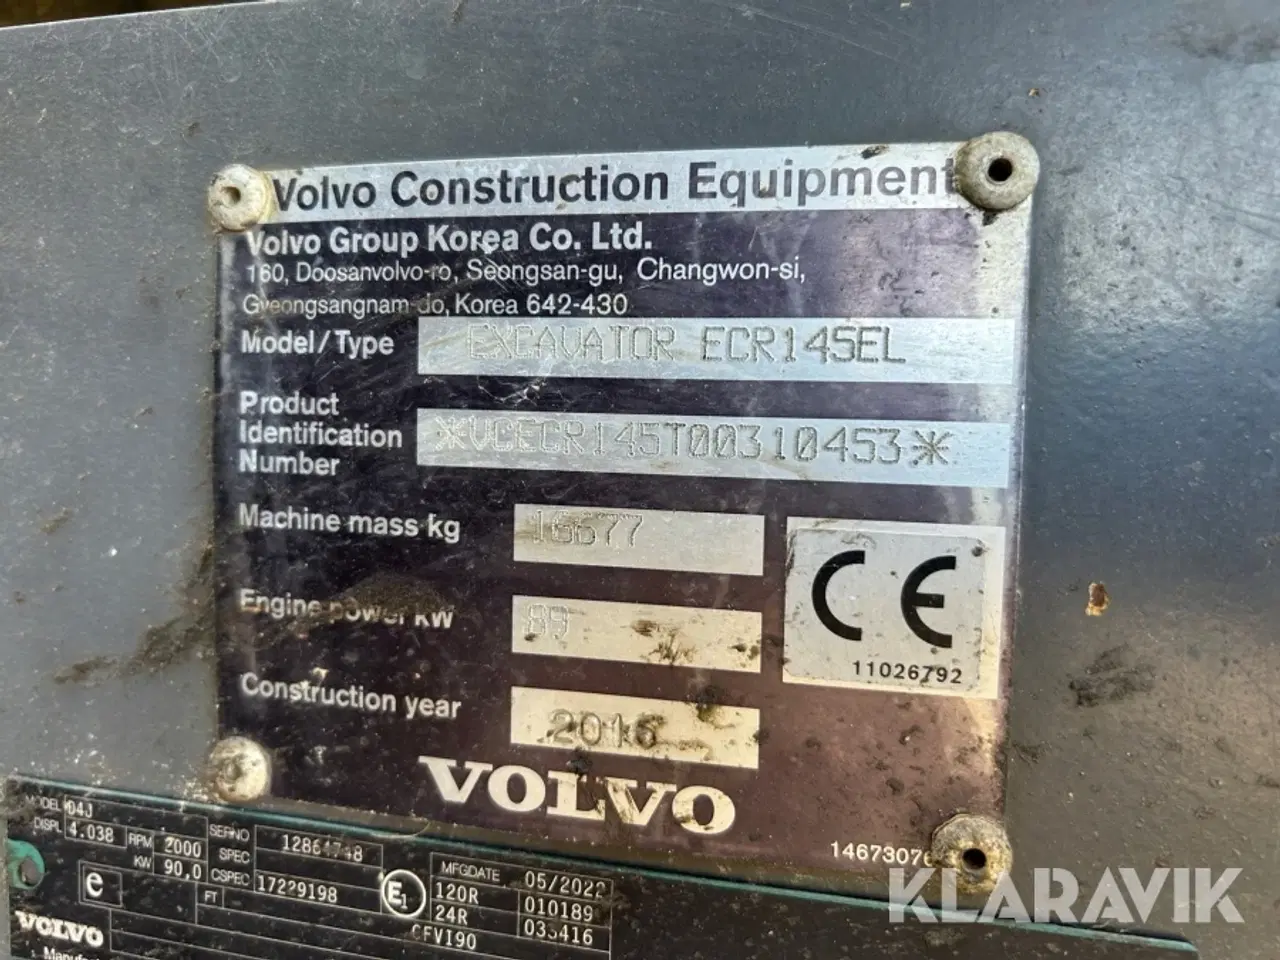 Volvo Construction Equipment
Volvo Group Korea Co. Ltd.
160, Doosanvolvo-ro, Seongsan-gu, Changwon-si,
Gyeongsangnam-do, Korea 642-430
Model/Type EXCAVATOR ECR145EL
Product Identification Number *VCECR145T00310453*
Machine mass kg 16677
Engine power kW 89
Construction year 2016
CE
11026792
VOLVO
MODEL D4J
DISPL 4.038 RPM 2000 SERNO 12864748
KW 90,0 SPEC
CSPEC 17229198
FT
e E1
MFGDATE 05/2022
120R 010189
24R 035416
CFV190
VOLVO
KLARAVIK